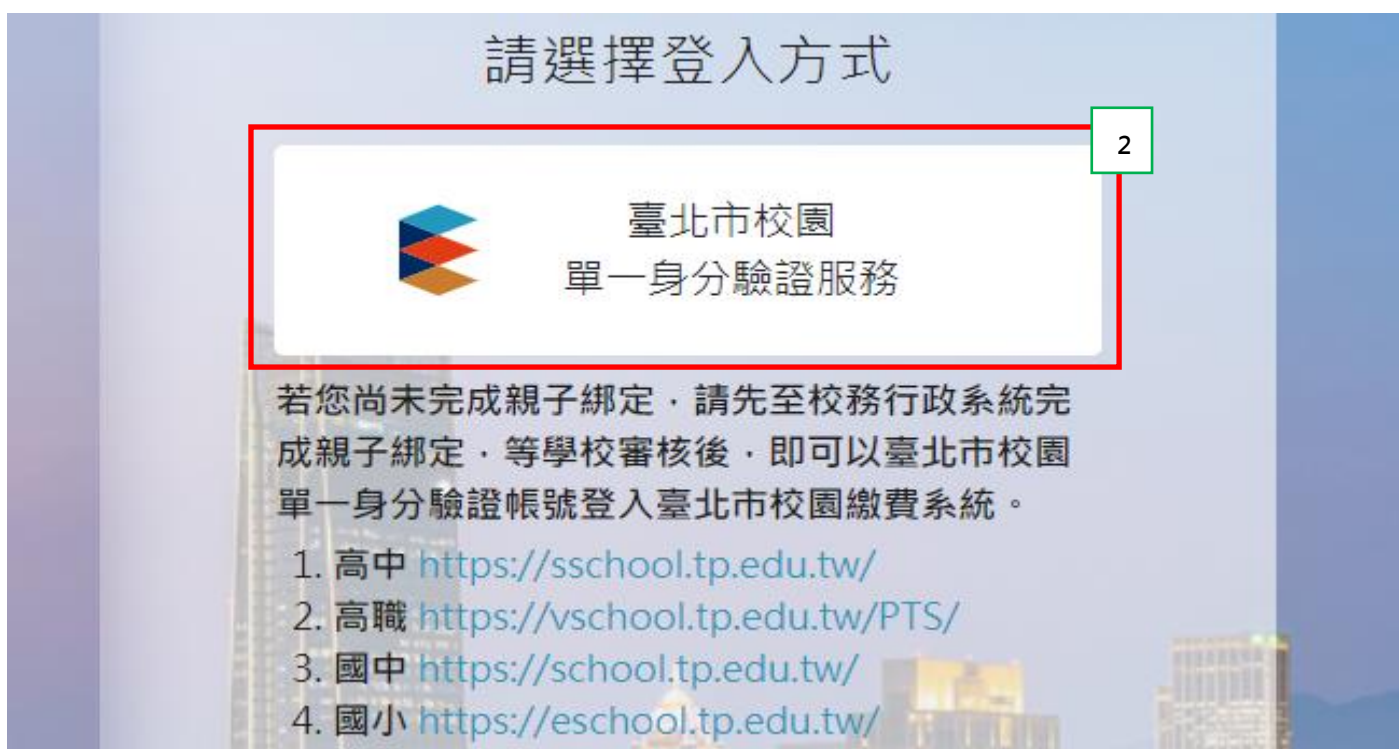 請選擇登入方式
2
臺北市校園
單一身分驗證服務
若您尚未完成親子綁定，請先至校務行政系統完
成親子綁定，等學校審核後，即可以臺北市校園
單一身分驗證帳號登入臺北市校園繳費系統。
1. 高中 https://sschool.tp.edu.tw/
2. 高職 https://vschool.tp.edu.tw/PTS/
3. 國中 https://school.tp.edu.tw/
4. 國小 https://eschool.tp.edu.tw/